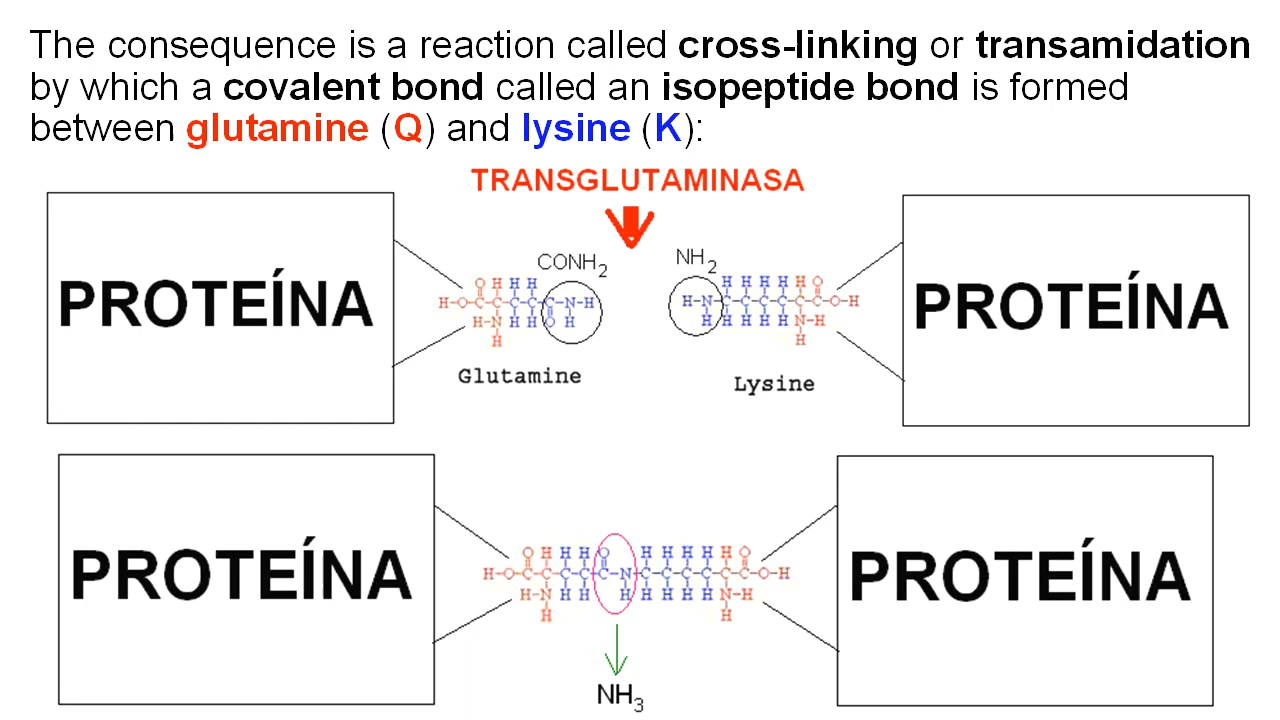 The consequence is a reaction called cross-linking or transamidation
by which a covalent bond called an isopeptide bond is formed
between glutamine (Q) and lysine (K):
TRANSGLUTAMINASA
PROTEÍNA
CONH2
NH2
PROTEÍNA
O H H H
H-O-C-C-C-C-C-N-H
H-N H H O H
H
H H H H H O
H-N-C-C-C-C-C-C-O-H
H H H H H N-H
H
Glutamine
Lysine
PROTEÍNA
PROTEÍNA
O H H H O H H H H H O
H-O-C-C-C-C-C-N-C-C-C-C-C-C-O-H
H-N H H H H H H H N-H
H H
NH3